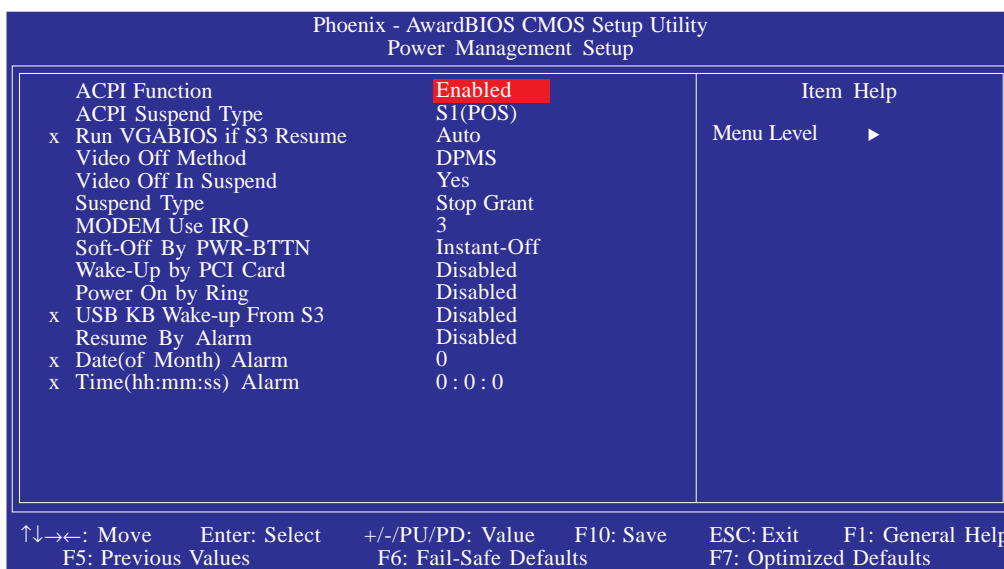 Phoenix - AwardBIOS CMOS Setup Utility
Power Management Setup
ACPI Function Enabled
ACPI Suspend Type S1(POS)
x Run VGABIOS if S3 Resume Auto
Video Off Method DPMS
Video Off In Suspend Yes
Suspend Type Stop Grant
MODEM Use IRQ 3
Soft-Off By PWR-BTTN Instant-Off
Wake-Up by PCI Card Disabled
Power On by Ring Disabled
x USB KB Wake-up From S3 Disabled
Resume By Alarm Disabled
x Date(of Month) Alarm 0
x Time(hh:mm:ss) Alarm 0 : 0 : 0
Item Help
Menu Level ▶
↑↓→←: Move Enter: Select +/-/PU/PD: Value F10: Save ESC: Exit F1: General Help
F5: Previous Values F6: Fail-Safe Defaults F7: Optimized Defaults